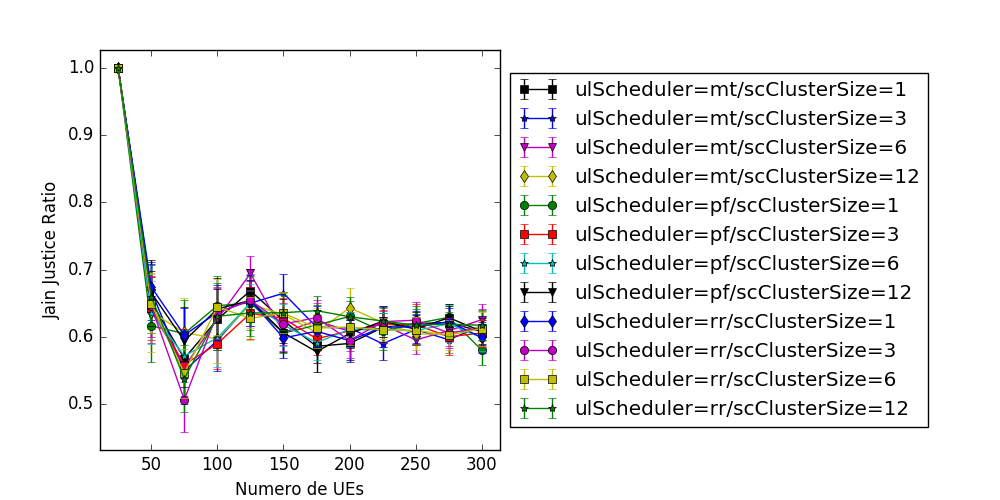 1.0
0.9
0.8
0.7
0.6
0.5
Jain Justice Ratio
50
100
150
200
250
300
Numero de UEs
ulScheduler=mt/scClusterSize=1
ulScheduler=mt/scClusterSize=3
ulScheduler=mt/scClusterSize=6
ulScheduler=mt/scClusterSize=12
ulScheduler=pf/scClusterSize=1
ulScheduler=pf/scClusterSize=3
ulScheduler=pf/scClusterSize=6
ulScheduler=pf/scClusterSize=12
ulScheduler=rr/scClusterSize=1
ulScheduler=rr/scClusterSize=3
ulScheduler=rr/scClusterSize=6
ulScheduler=rr/scClusterSize=12